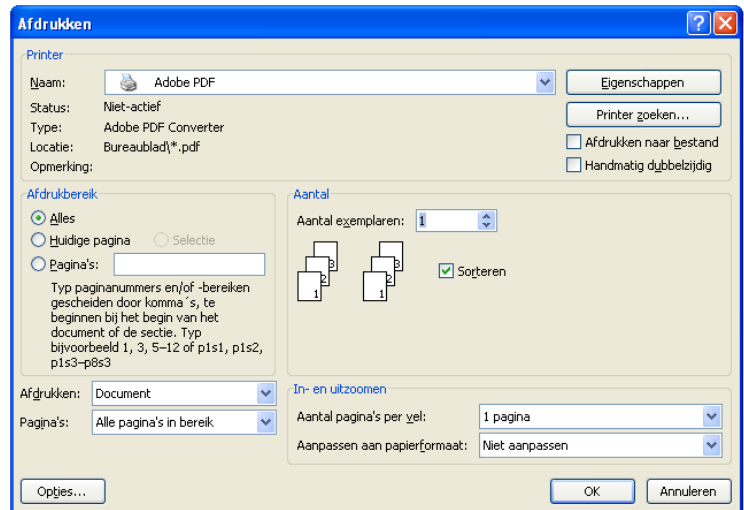 Afdrukken
Printer
Naam: Adobe PDF Eigenschappen
Status: Niet-actief Printer zoeken...
Type: Adobe PDF Converter
Locatie: Bureaublad\*.pdf Afdrukken naar bestand
Opmerking: Handmatig dubbelzijdig
Afdrukbereik
Alles
Huidige pagina Selectie
Pagina's:
Typ paginanummers en/of -bereiken
gescheiden door komma´s, te
beginnen bij het begin van het
document of de sectie. Typ
bijvoorbeeld 1, 3, 5–12 of p1s1, p1s2,
p1s3–p8s3
Aantal
Aantal exemplaren: 1
3 3
2 2
1 1
Sorteren
Afdrukken: Document
Pagina's: Alle pagina's in bereik
In- en uitzoomen
Aantal pagina's per vel: 1 pagina
Aanpassen aan papierformaat: Niet aanpassen
Opties... OK Annuleren